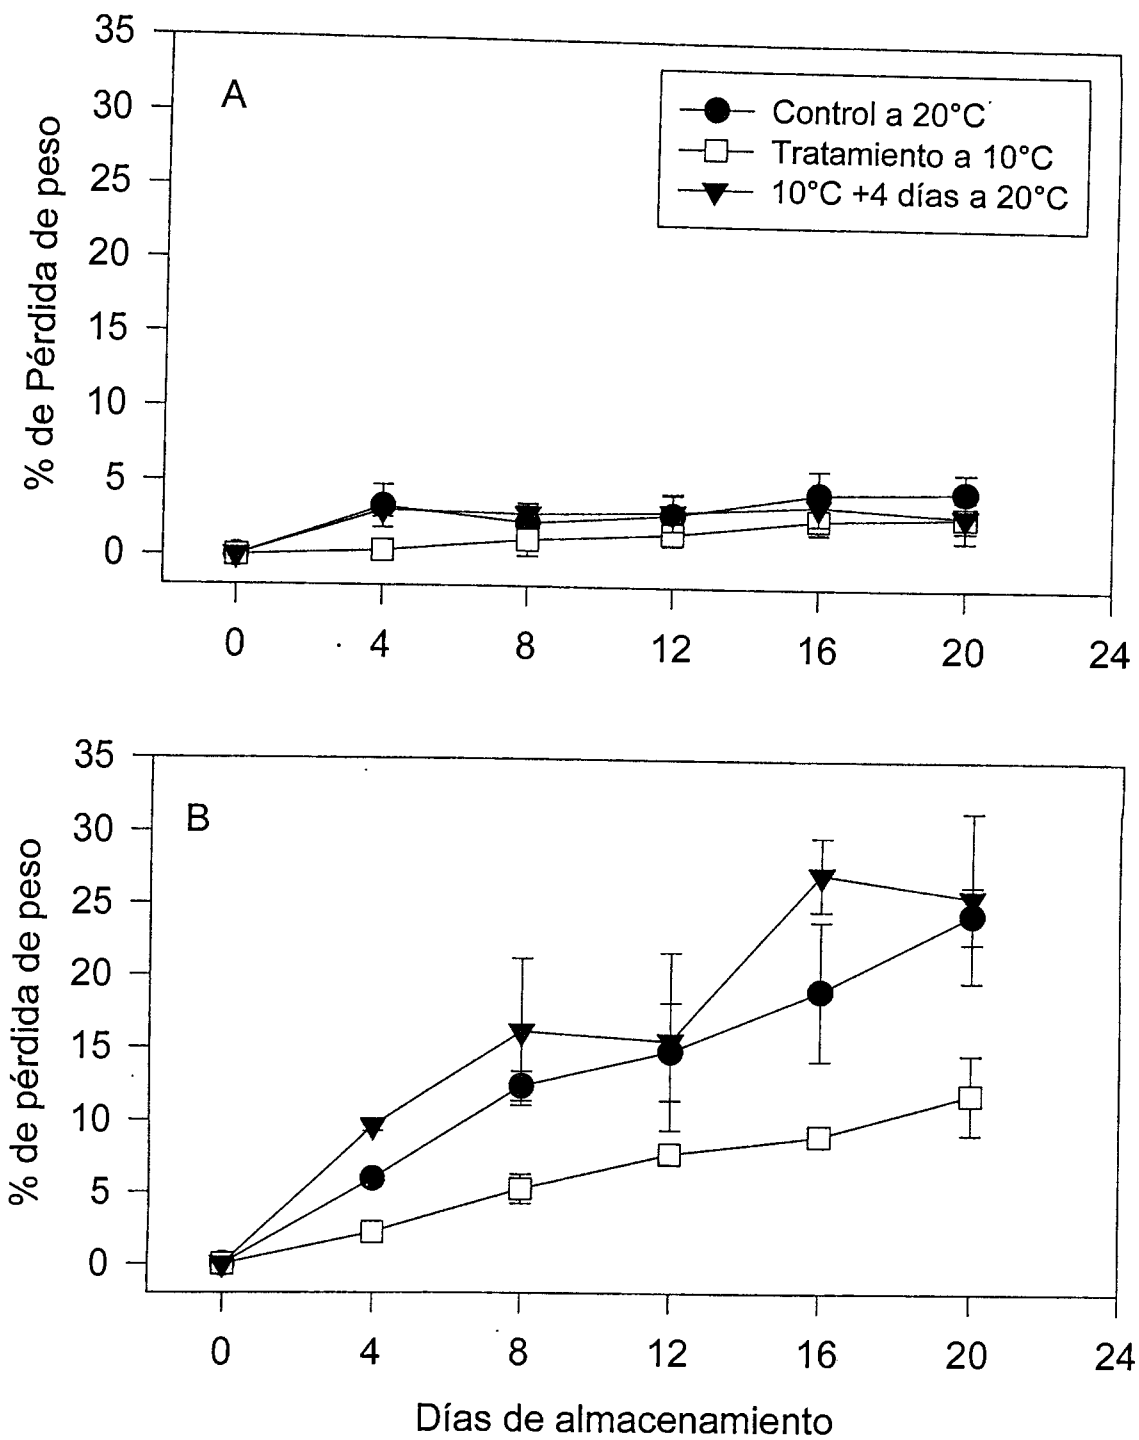 35
A
30
25
20
15
10
5
0
% de Pérdida de peso
Control a 20°C
Tratamiento a 10°C
10°C +4 días a 20°C
0 4 8 12 16 20 24
35
B
30
25
20
15
10
5
0
% de pérdida de peso
0 4 8 12 16 20 24
Días de almacenamiento